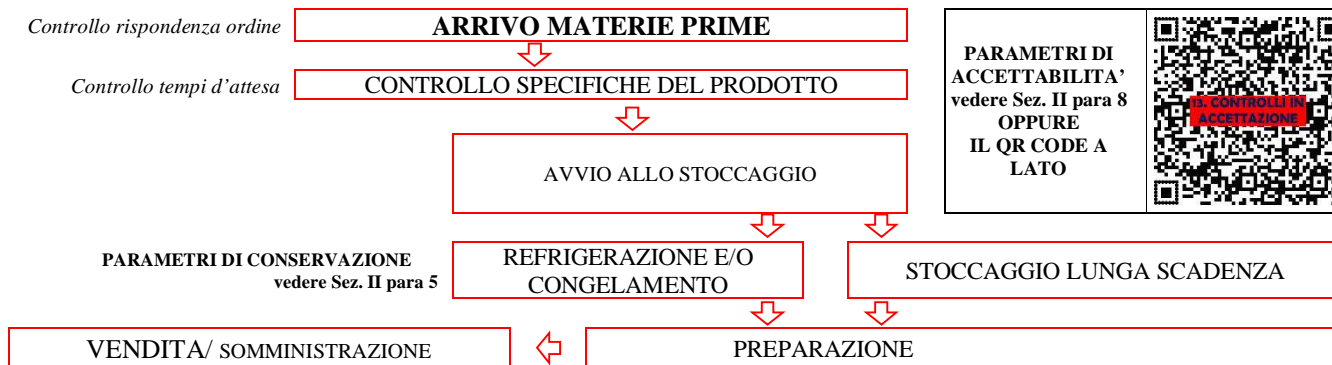 Controllo rispondenza ordine
ARRIVO MATERIE PRIME
Controllo tempi d'attesa
CONTROLLO SPECIFICHE DEL PRODOTTO
AVVIO ALLO STOCCAGGIO
PARAMETRI DI
ACCETTABILITA'
vedere Sez. II para 8
OPPURE
IL QR CODE A
LATO
13. CONTROLLI IN
ACCETTAZIONE
PARAMETRI DI CONSERVAZIONE
vedere Sez. II para 5
REFRIGERAZIONE E/O
CONGELAMENTO
STOCCAGGIO LUNGA SCADENZA
VENDITA/ SOMMINISTRAZIONE
PREPARAZIONE